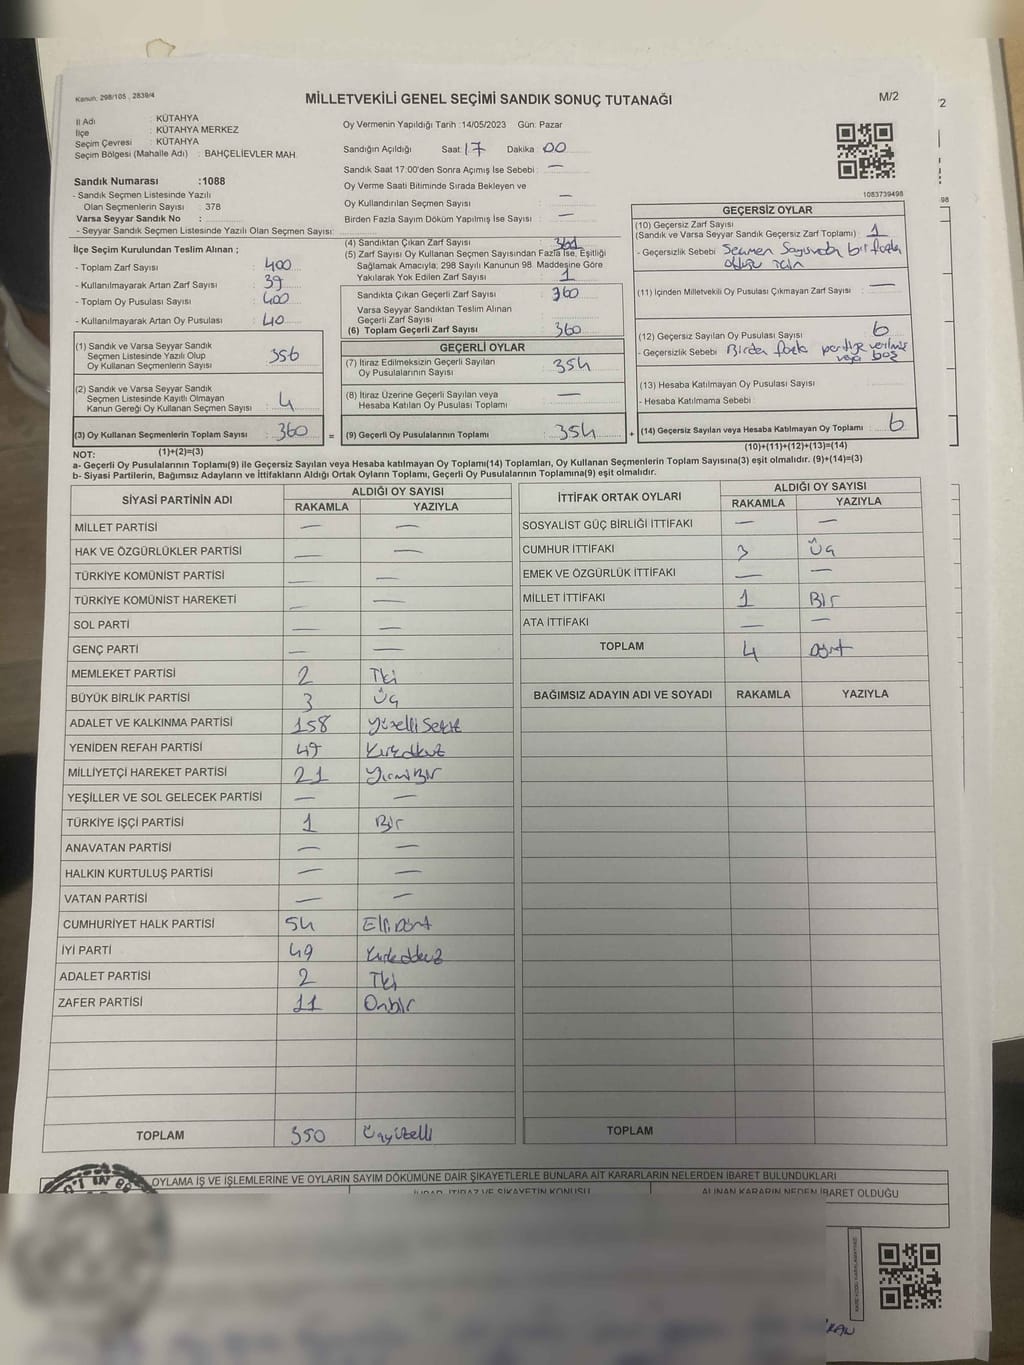 Kanun: 298/105 , 2839/4
MİLLETVEKİLİ GENEL SEÇİMİ SANDIK SONUÇ TUTANAĞI
M/2
İl Adı : KÜTAHYA
İlçe : KÜTAHYA MERKEZ
Seçim Çevresi : KÜTAHYA
Seçim Bölgesi (Mahalle Adı) : BAHÇELİEVLER MAH.
Sandık Numarası :1088
- Sandık Seçmen Listesinde Yazılı
Olan Seçmenlerin Sayısı : 378
Varsa Seyyar Sandık No :
- Seyyar Sandık Seçmen Listesinde Yazılı Olan Seçmen Sayısı:
Oy Vermenin Yapıldığı Tarih :14/05/2023 Gün: Pazar
Sandığın Açıldığı Saat: 17 Dakika 00
Sandık Saat 17:00'den Sonra Açımış İse Sebebi : —
Oy Verme Saati Bitiminde Sırada Bekleyen ve
Oy Kullandırılan Seçmen Sayısı —
Birden Fazla Sayım Döküm Yapılmış İse Sayısı : —
1083739498
İlçe Seçim Kurulundan Teslim Alınan ;
- Toplam Zarf Sayısı : 400
- Kullanılmayarak Artan Zarf Sayısı : 39
- Toplam Oy Pusulası Sayısı : 400
- Kullanılmayarak Artan Oy Pusulası : 40
(1) Sandık ve Varsa Seyyar Sandık
Seçmen Listesinde Yazılı Olup
Oy Kullanan Seçmenlerin Sayısı : 356
(2) Sandık ve Varsa Seyyar Sandık
Seçmen Listesinde Kayıtlı Olmayan
Kanun Gereği Oy Kullanan Seçmen Sayısı : 4
(3) Oy Kullanan Seçmenlerin Toplam Sayısı : 360 =
(4) Sandıktan Çıkan Zarf Sayısı : 361
(5) Zarf Sayısı Oy Kullanan Seçmen Sayısından Fazla İse, Eşitliği
Sağlamak Amacıyla; 298 Sayılı Kanunun 98. Maddesine Göre
Yakılarak Yok Edilen Zarf Sayısı : 1
Sandıkta Çıkan Geçerli Zarf Sayısı : 360
Varsa Seyyar Sandıktan Teslim Alınan
Geçerli Zarf Sayısı :
(6) Toplam Geçerli Zarf Sayısı : 360
GEÇERLİ OYLAR
(7) İtiraz Edilmeksizin Geçerli Sayılan
Oy Pusulalarının Sayısı : 354
(8) İtiraz Üzerine Geçerli Sayılan veya
Hesaba Katılan Oy Pusulası Toplamı : —
(9) Geçerli Oy Pusulalarının Toplamı : 354 +
GEÇERSİZ OYLAR
(10) Geçersiz Zarf Sayısı
(Sandık ve Varsa Seyyar Sandık Geçersiz Zarf Toplamı) : 1
- Geçersizlik Sebebi : Seçmen Sayısında bir fazla
olduğu için
(11) İçinden Milletvekili Oy Pusulası Çıkmayan Zarf Sayısı : —
(12) Geçersiz Sayılan Oy Pusulası Sayısı : 6
- Geçersizlik Sebebi : Birden fazla partiye verilmiş
veya boş
(13) Hesaba Katılmayan Oy Pusulası Sayısı :
- Hesaba Katılmama Sebebi :
(14) Geçersiz Sayılan veya Hesaba Katılmayan Oy Toplamı : 6
NOT: (1)+(2)=(3)
(10)+(11)+(12)+(13)=(14)
a- Geçerli Oy Pusulalarının Toplamı(9) ile Geçersiz Sayılan veya Hesaba katılmayan Oy Toplamı(14) Toplamları, Oy Kullanan Seçmenlerin Toplam Sayısına(3) eşit olmalıdır. (9)+(14)=(3)
b- Siyasi Partilerin, Bağımsız Adayların ve İttifakların Aldığı Ortak Oyların Toplamı, Geçerli Oy Pusulalarının Toplamına(9) eşit olmalıdır.
SİYASİ PARTİNİN ADI ALDIĞI OY SAYISI
RAKAMLA YAZIYLA
MİLLET PARTİSİ — —
HAK VE ÖZGÜRLÜKLER PARTİSİ — —
TÜRKİYE KOMÜNİST PARTİSİ — —
TÜRKİYE KOMÜNİST HAREKETİ — —
SOL PARTİ — —
GENÇ PARTİ — —
MEMLEKET PARTİSİ 2 İki
BÜYÜK BİRLİK PARTİSİ 3 Üç
ADALET VE KALKINMA PARTİSİ 158 Yüzelli Sekiz
YENİDEN REFAH PARTİSİ 49 Kırkdokuz
MİLLİYETÇİ HAREKET PARTİSİ 21 Yirmi Bir
YEŞİLLER VE SOL GELECEK PARTİSİ — —
TÜRKİYE İŞÇİ PARTİSİ 1 Bir
ANAVATAN PARTİSİ — —
HALKIN KURTULUŞ PARTİSİ — —
VATAN PARTİSİ — —
CUMHURİYET HALK PARTİSİ 54 Elli Dört
İYİ PARTİ 49 Kırkdokuz
ADALET PARTİSİ 2 İki
ZAFER PARTİSİ 11 Onbir
TOPLAM 350 Üçyüzelli
İTTİFAK ORTAK OYLARI ALDIĞI OY SAYISI
RAKAMLA YAZIYLA
SOSYALİST GÜÇ BİRLİĞİ İTTİFAKI — —
CUMHUR İTTİFAKI 3 Üç
EMEK VE ÖZGÜRLÜK İTTİFAKI — —
MİLLET İTTİFAKI 1 Bir
ATA İTTİFAKI — —
TOPLAM 4 Dört
BAĞIMSIZ ADAYIN ADI VE SOYADI RAKAMLA YAZIYLA
TOPLAM
OYLAMA İŞ VE İŞLEMLERİNE VE OYLARIN SAYIM DÖKÜMÜNE DAİR ŞİKAYETLERLE BUNLARA AİT KARARLARIN NELERDEN İBARET BULUNDUKLARI
İHBAR, İTİRAZ VE ŞİKAYETİN KONUSU ALINAN KARARIN NEDEN İBARET OLDUĞU